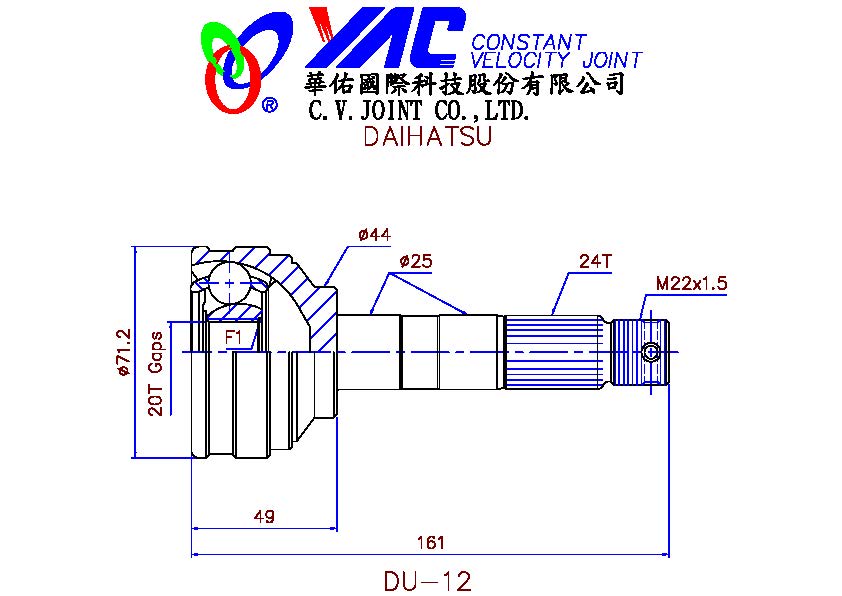 YAC CONSTANT
VELOCITY JOINT
®
華佑國際科技股份有限公司
C.V.JOINT CO.,LTD.
DAIHATSU
ø44
ø25
24T
M22x1.5
ø71.2
20T Gaps
F1
49
161
DU-12